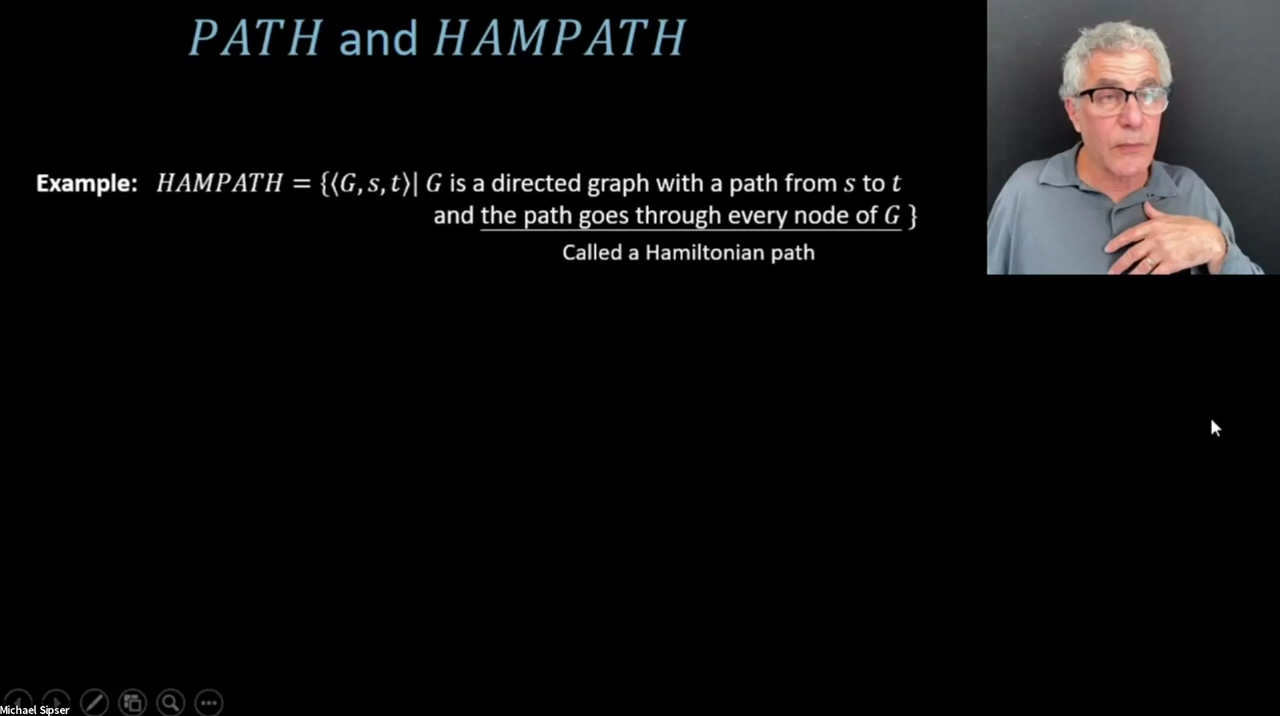 PATH and HAMPATH
Example: HAMPATH = {⟨G, s, t⟩| G is a directed graph with a path from s to t
and the path goes through every node of G }
Called a Hamiltonian path
Michael Sipser